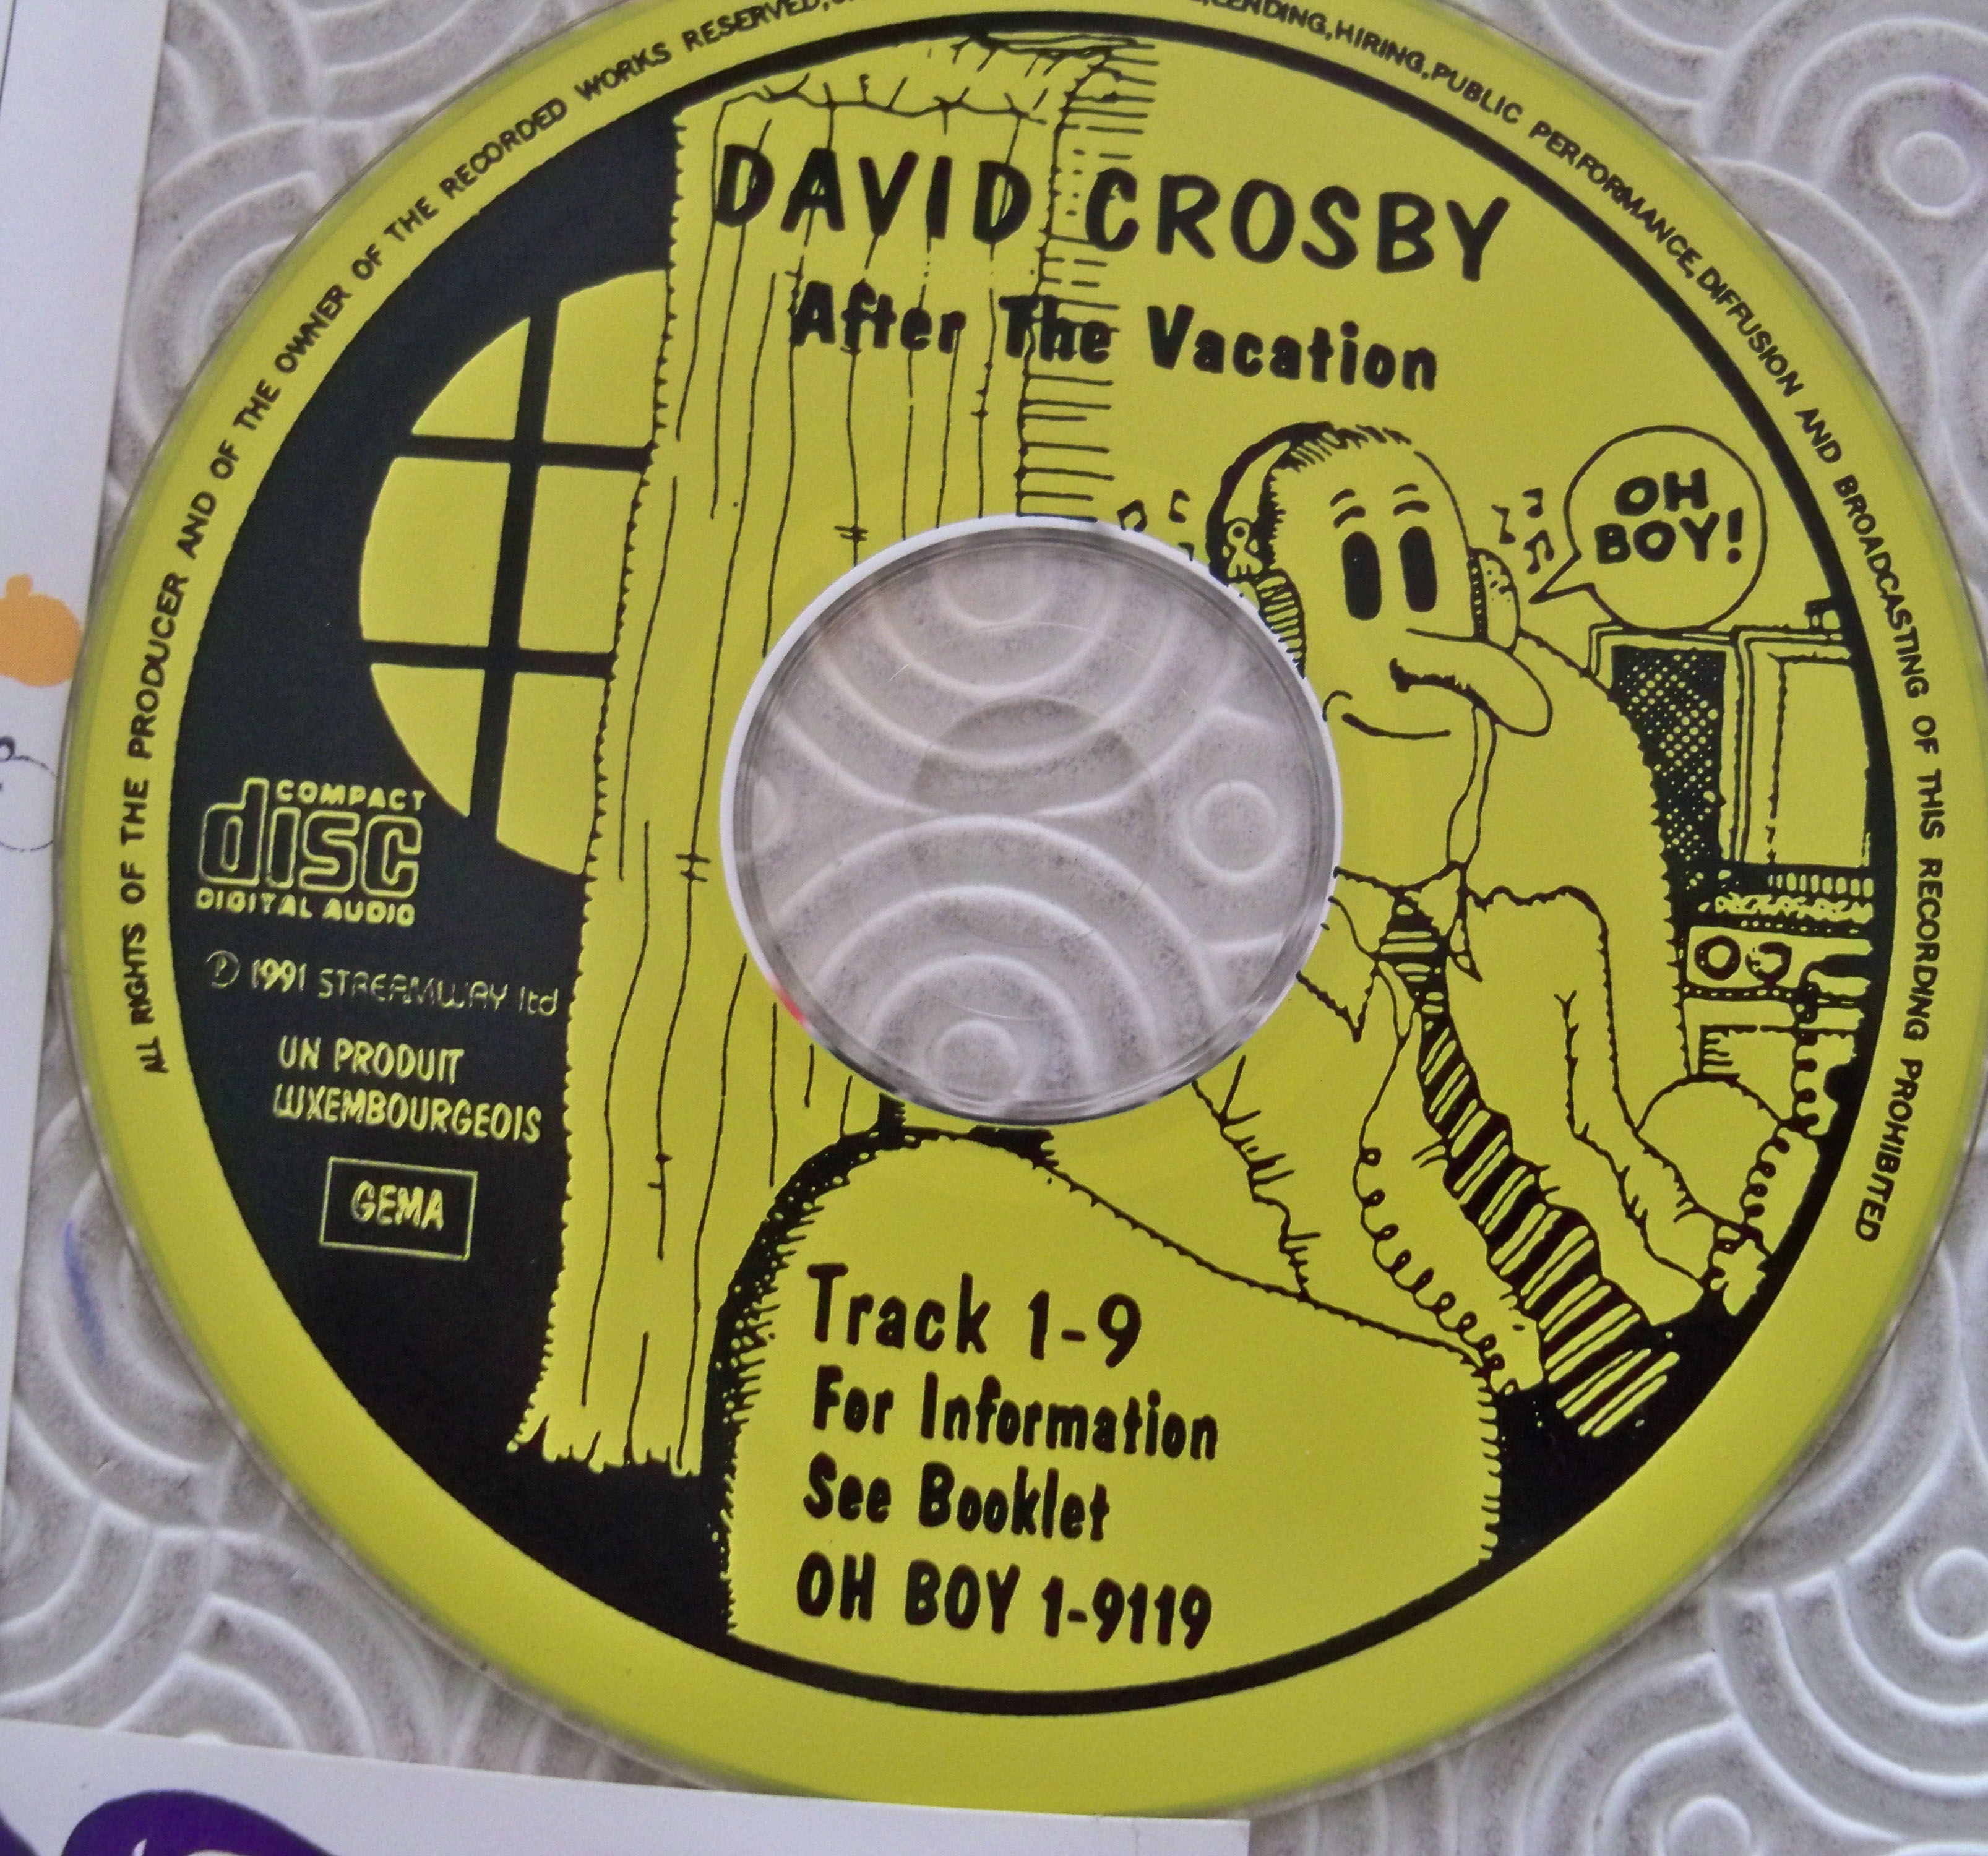 ALL RIGHTS OF THE PRODUCER AND OF THE OWNER OF THE RECORDED WORKS RESERVED,
LENDING, HIRING, PUBLIC PERFORMANCE, DIFFUSION AND BROADCASTING OF THIS RECORDING PROHIBITED
DAVID CROSBY
After The Vacation
OH
BOY!
COMPACT
disc
DIGITAL AUDIO
℗ 1991 STREAMWAY ltd
UN PRODUIT
LUXEMBOURGEOIS
GEMA
Track 1-9
For Information
See Booklet
OH BOY 1-9119